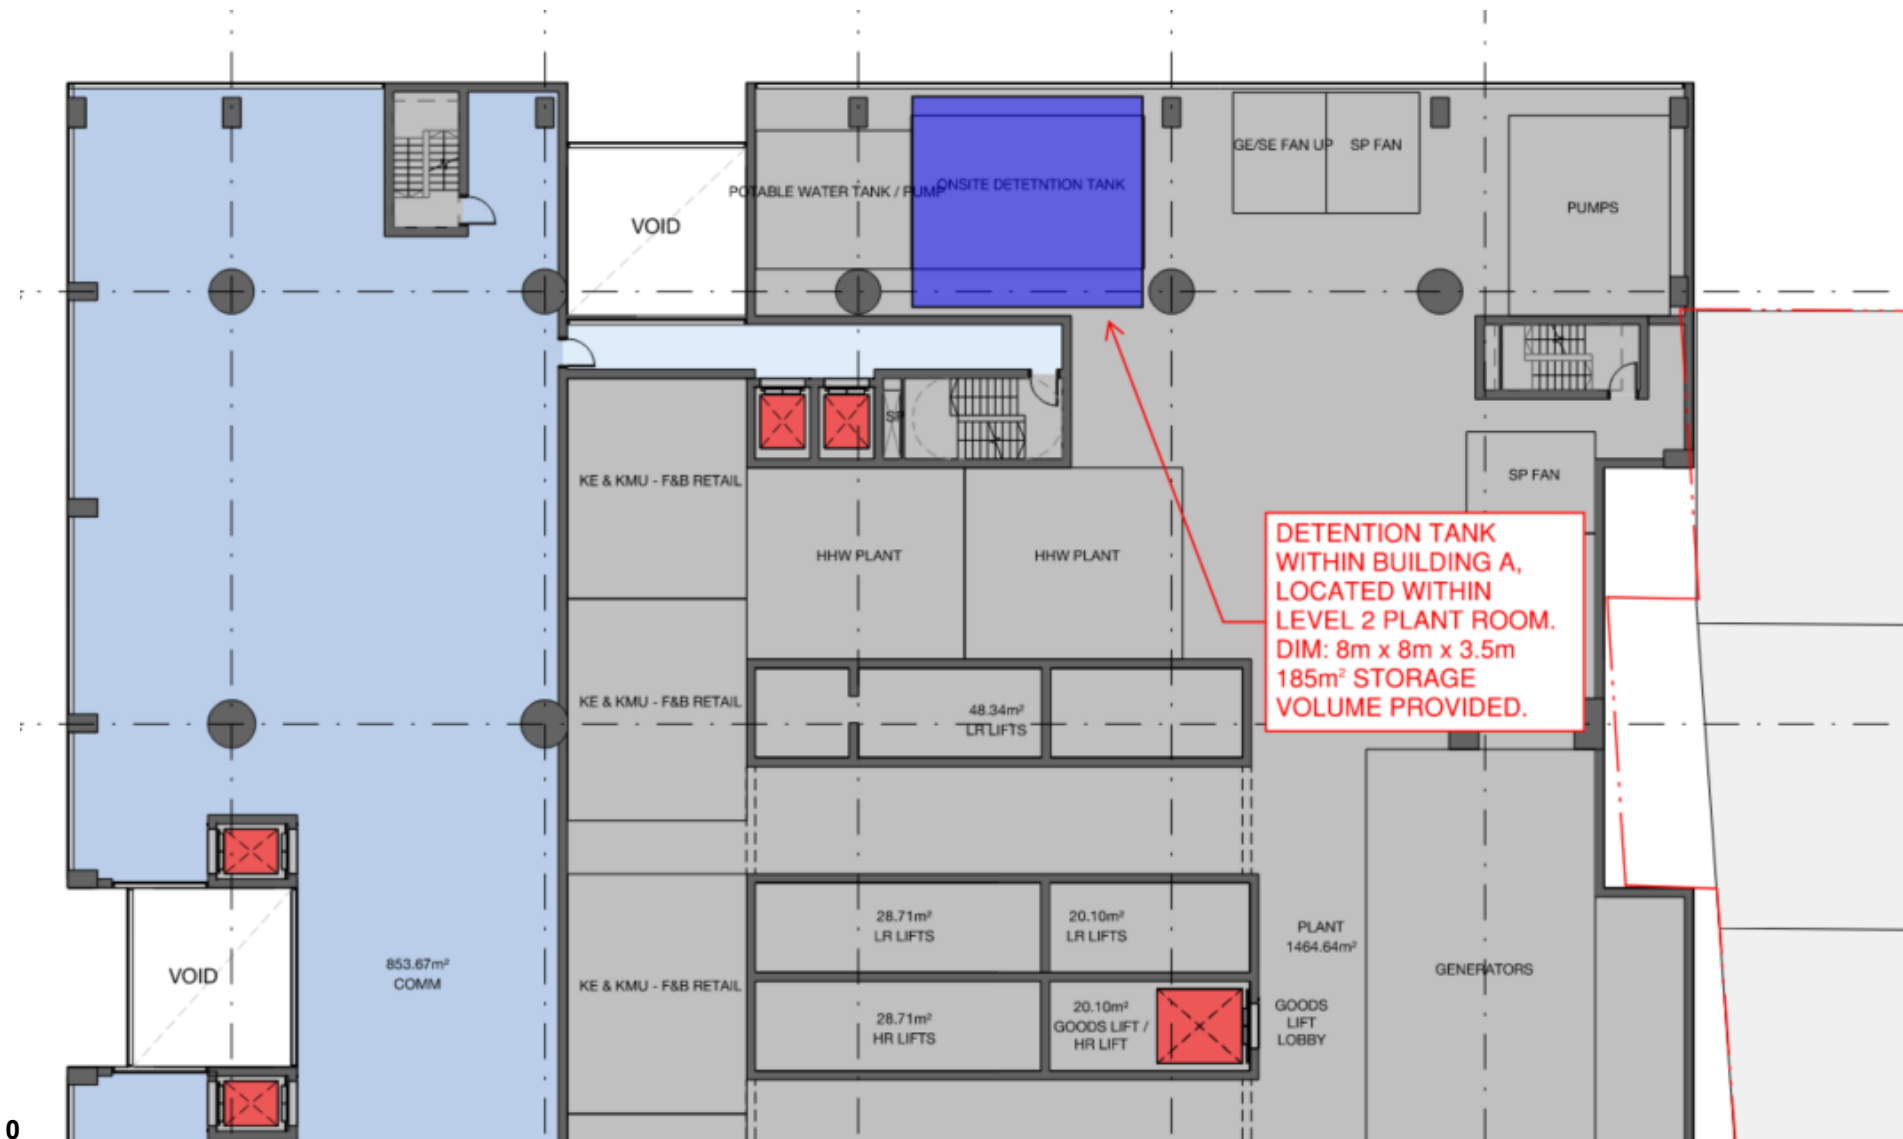 GE/SE FAN UP
SP FAN
POTABLE WATER TANK / PUMP
ONSITE DETETNTION TANK
PUMPS
VOID
SP
KE & KMU - F&B RETAIL
SP FAN
HHW PLANT
HHW PLANT
DETENTION TANK
WITHIN BUILDING A,
LOCATED WITHIN
LEVEL 2 PLANT ROOM.
DIM: 8m x 8m x 3.5m
185m² STORAGE
VOLUME PROVIDED.
KE & KMU - F&B RETAIL
48.34m²
LR LIFTS
28.71m²
LR LIFTS
20.10m²
LR LIFTS
PLANT
1464.64m²
VOID
853.67m²
COMM
GENERATORS
KE & KMU - F&B RETAIL
28.71m²
HR LIFTS
20.10m²
GOODS LIFT /
HR LIFT
GOODS
LIFT
LOBBY
0